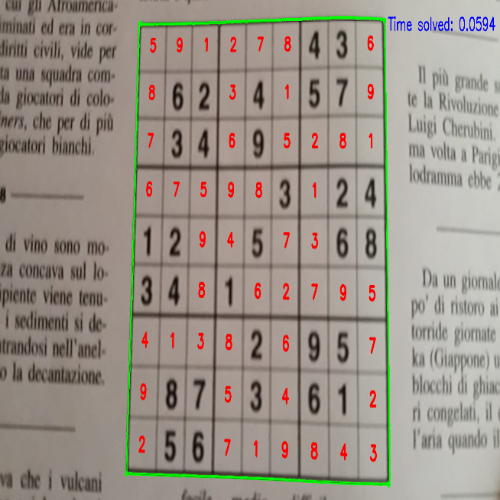 cui gli Afroamerica-
minati ed era in cor-
diritti civili, vide per
ta una squadra com-
da giocatori di colo-
ners, che per di più
giocatori bianchi.
8
di vino sono mo-
za concava sul lo-
ipiente viene tenu-
i sedimenti si de-
trandosi nell'anel-
o la decantazione.
va che i vulcani
5 9 1 2 7 8 4 3 6
8 6 2 3 4 1 5 7 9
7 3 4 6 9 5 2 8 1
6 7 5 9 8 3 1 2 4
1 2 9 4 5 7 3 6 8
3 4 8 1 6 2 7 9 5
4 1 3 8 2 6 9 5 7
9 8 7 5 3 4 6 1 2
2 5 6 7 1 9 8 4 3
facile medio
Time solved: 0.0594
Il più grande
te la Rivoluzione
Luigi Cherubini.
ma volta a Parigi
lodramma ebbe
Da un giornale
po' di ristoro ai
torride giornate
ka (Giappone) u
blocchi di ghiac
ri congelati, il
l'aria quando il